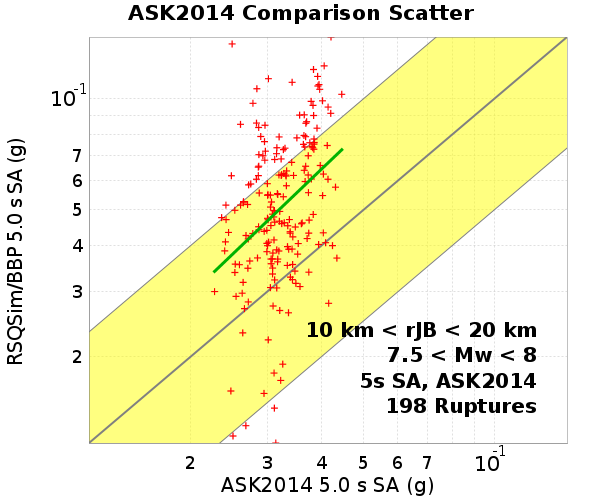 ASK2014 Comparison Scatter
RSQSim/BBP 5.0 s SA (g)
10⁻¹
7
6
5
4
3
2
10 km < rJB < 20 km
7.5 < Mw < 8
5s SA, ASK2014
198 Ruptures
2 3 4 5 6 7 10⁻¹
ASK2014 5.0 s SA (g)